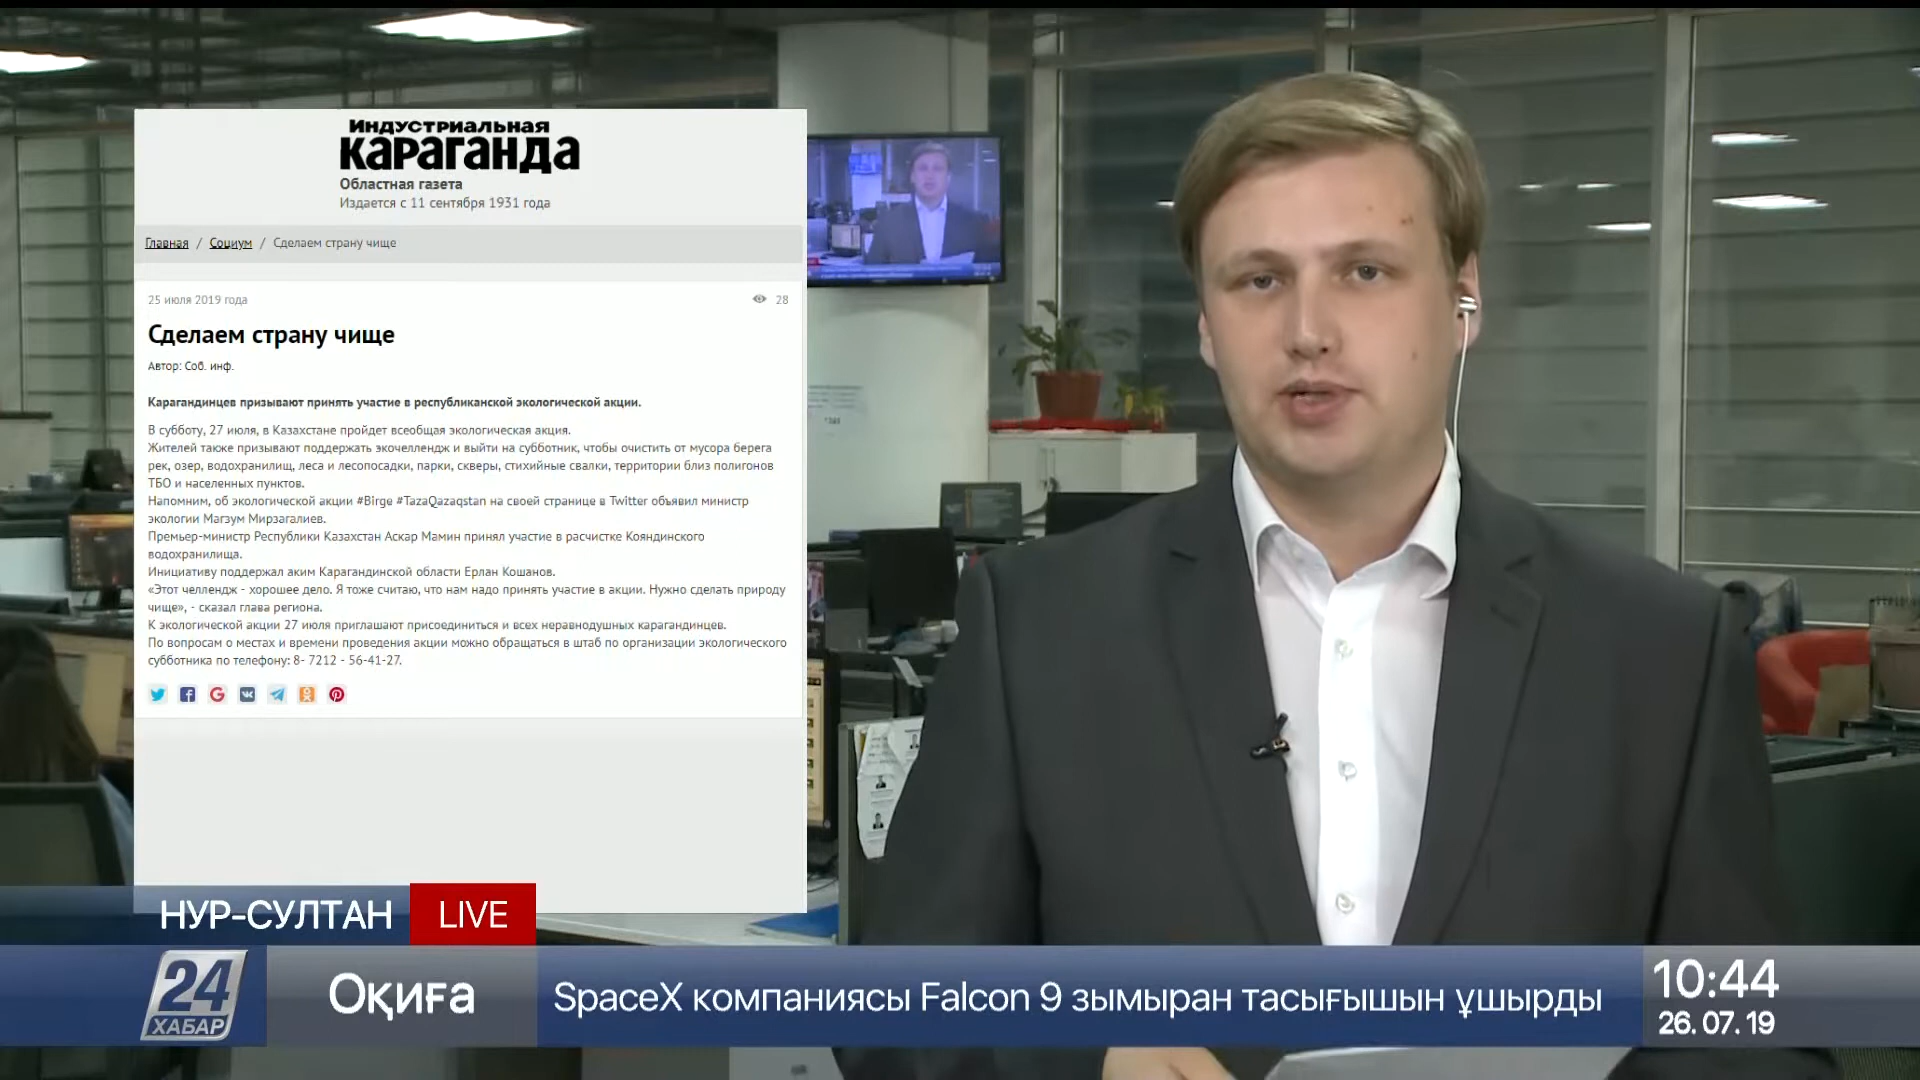 Индустриальная
Караганда
Областная газета
Издается с 11 сентября 1931 года
Главная / Социум / Сделаем страну чище
25 июля 2019 года 28
Сделаем страну чище
Автор: Соб. инф.
Карагандинцев призывают принять участие в республиканской экологической акции.
В субботу, 27 июля, в Казахстане пройдет всеобщая экологическая акция.
Жителей также призывают поддержать экочеллендж и выйти на субботник, чтобы очистить от мусора берега
рек, озер, водохранилищ, леса и лесопосадки, парки, скверы, стихийные свалки, территории близ полигонов
ТБО и населенных пунктов.
Напомним, об экологической акции #Birge #TazaQazaqstan на своей странице в Twitter объявил министр
экологии Магзум Мирзагалиев.
Премьер-министр Республики Казахстан Аскар Мамин принял участие в расчистке Кояндинского
водохранилища.
Инициативу поддержал аким Карагандинской области Ерлан Кошанов.
«Этот челлендж - хорошее дело. Я тоже считаю, что нам надо принять участие в акции. Нужно сделать природу
чище», - сказал глава региона.
К экологической акции 27 июля приглашают присоединиться и всех неравнодушных карагандинцев.
По вопросам о местах и времени проведения акции можно обращаться в штаб по организации экологического
субботника по телефону: 8- 7212 - 56-41-27.
НУР-СУЛТАН LIVE
24
ХАБАР
Оқиға
SpaceX компаниясы Falcon 9 зымыран тасығышын ұшырды
10:44
26.07.19